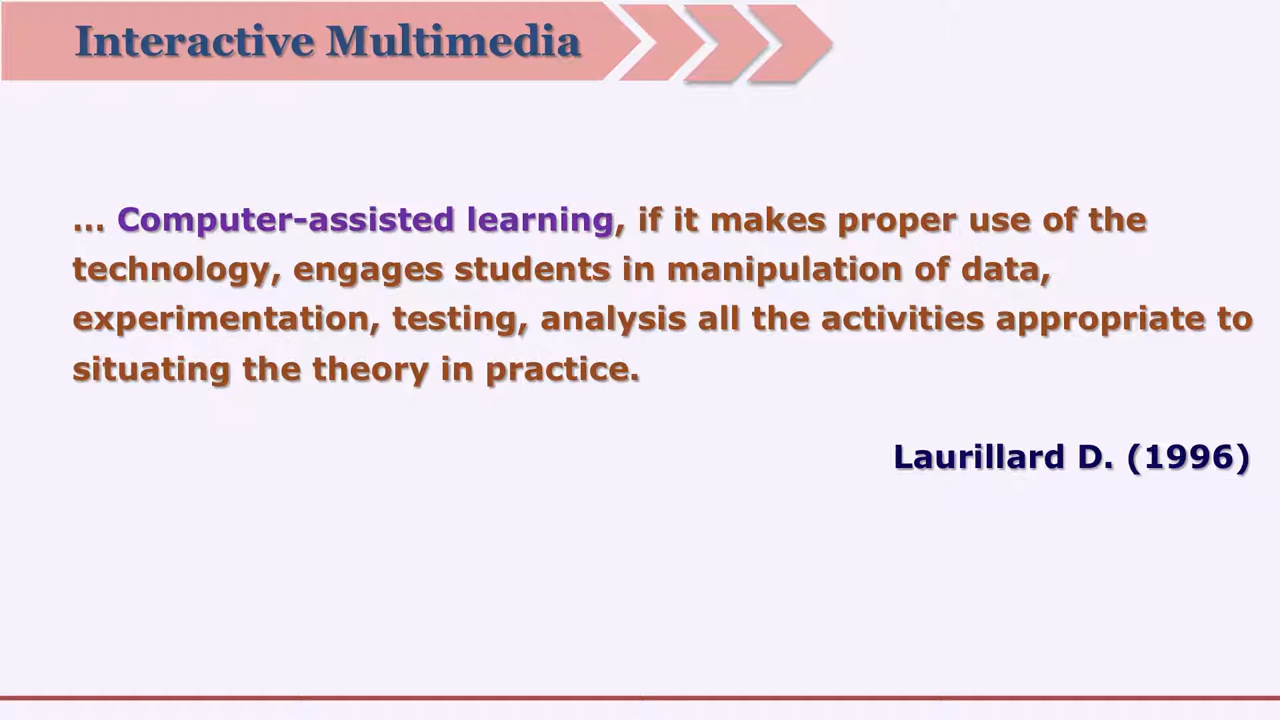 Interactive Multimedia
... Computer-assisted learning, if it makes proper use of the
technology, engages students in manipulation of data,
experimentation, testing, analysis all the activities appropriate to
situating the theory in practice.
Laurillard D. (1996)